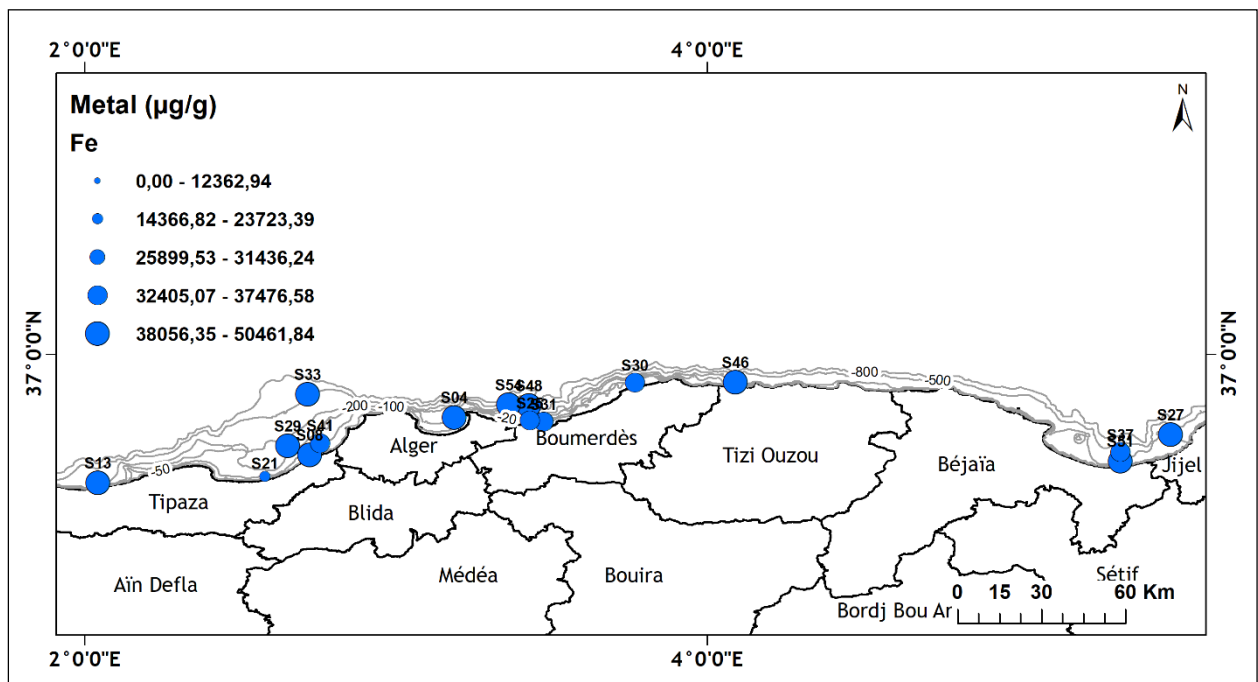 2°0'0"E 4°0'0"E
Metal (µg/g)
N
Fe
0,00 - 12362,94
14366,82 - 23723,39
25899,53 - 31436,24
32405,07 - 37476,58
38056,35 - 50461,84
37°0'0"N 37°0'0"N
S30 S46
S33 -800 -500
S54 S48
-200 -100 S04 S31
-20
S29 S41 S27
S08 S37
Alger Boumerdès
S13 -50 S21 S51
Tizi Ouzou Béjaïa Jijel
Tipaza
Blida
Aïn Defla Médéa Bouira Sétif
0 15 30 60 Km
Bordj Bou Ar
2°0'0"E 4°0'0"E